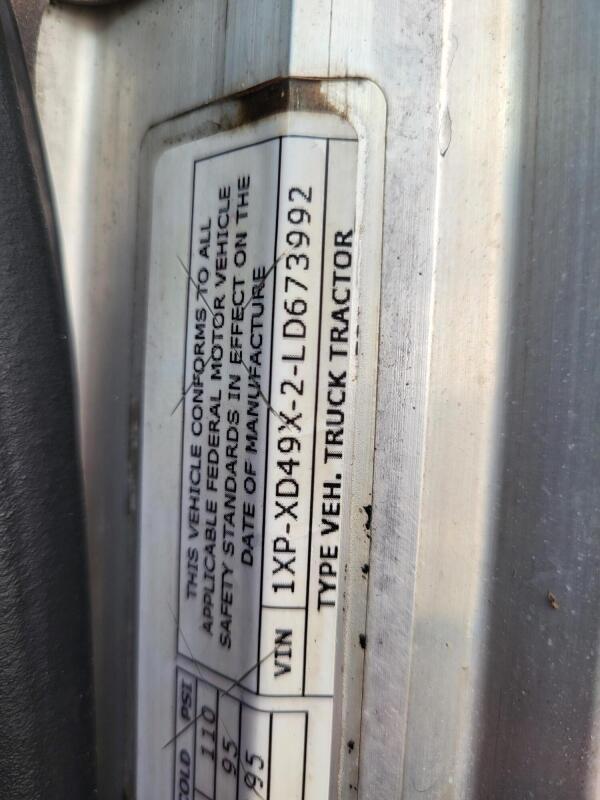 THIS VEHICLE CONFORMS TO ALL
APPLICABLE FEDERAL MOTOR VEHICLE
SAFETY STANDARDS IN EFFECT ON THE
DATE OF MANUFACTURE
VIN 1XP-XD49X-2-LD673992
TYPE VEH. TRUCK TRACTOR
COLD PSI
110
95
95